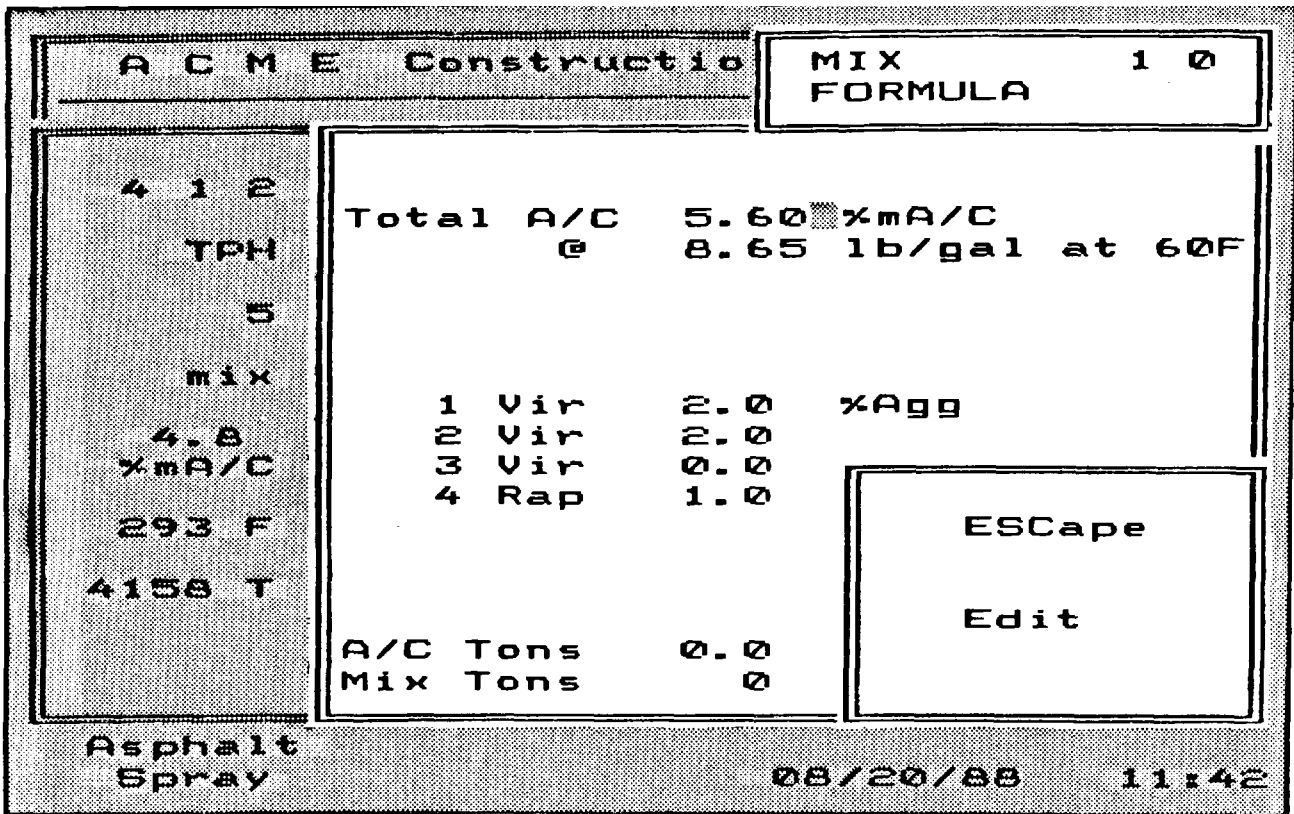 A C M E Constructio
MIX 1 0
FORMULA
4 1 2
TPH
5
mix
4.8
%mA/C
293 F
4158 T
Total A/C 5.60 %mA/C
@ 8.65 lb/gal at 60F
1 Vir 2.0 %Agg
2 Vir 2.0
3 Vir 0.0
4 Rap 1.0
A/C Tons 0.0
Mix Tons 0
ESCape
Edit
Asphalt
Spray
08/20/88 11:42